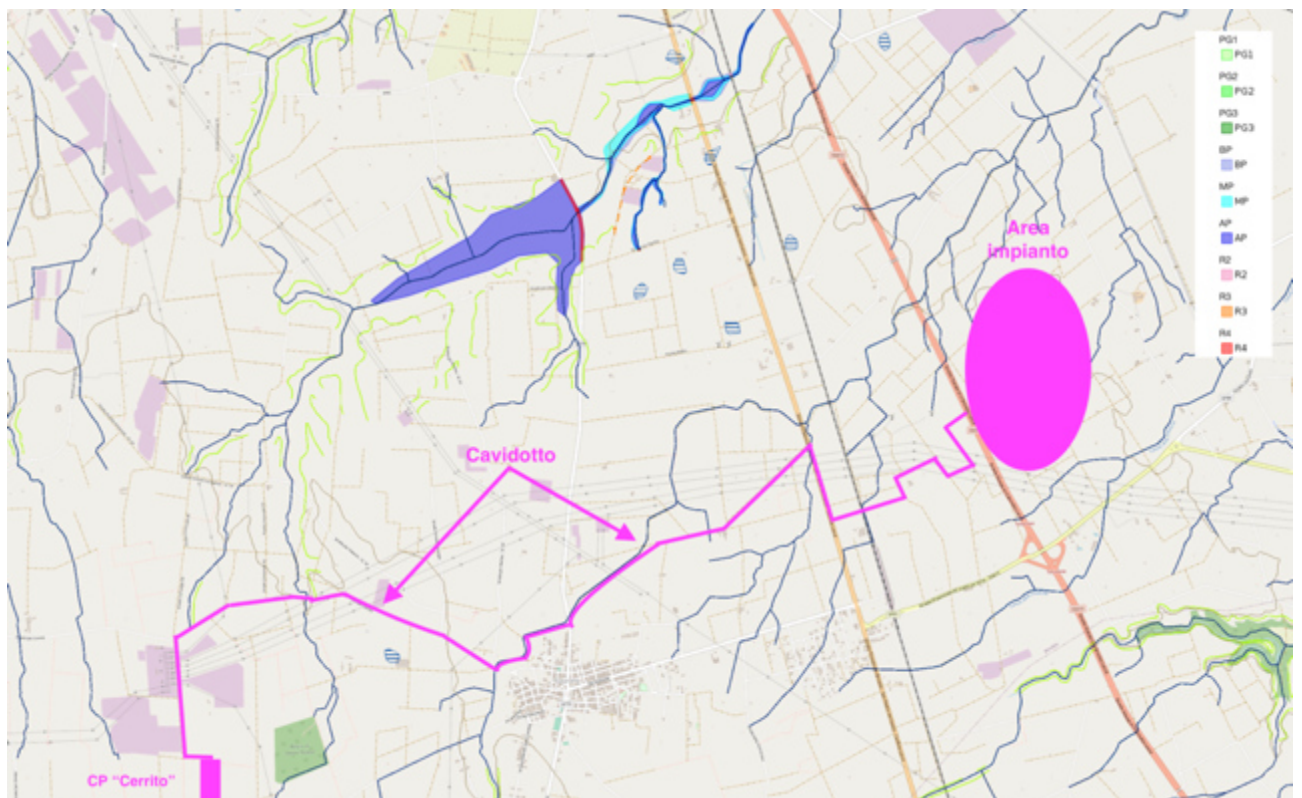 PG1
PG1
PG2
PG2
PG3
PG3
BP
BP
MP
MP
AP
AP
R2
R2
R3
R3
R4
R4
Area
impianto
Cavidotto
CP "Cerrito"